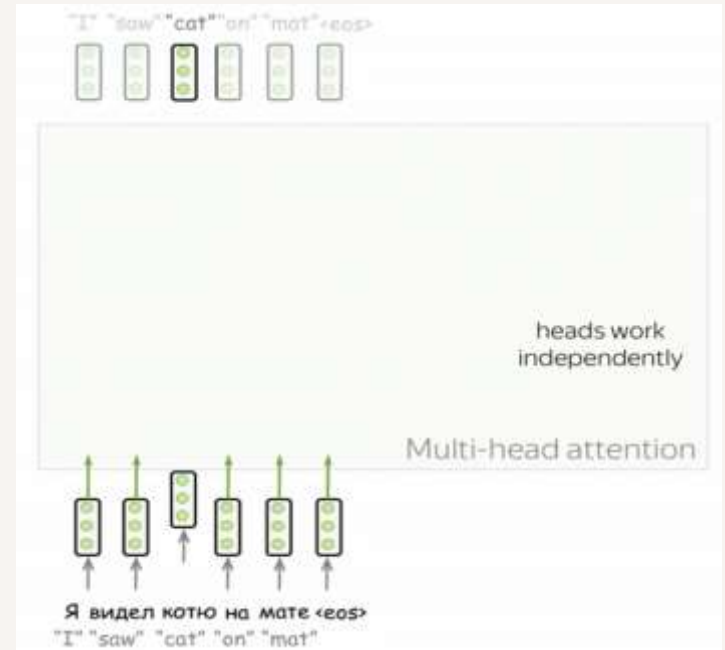 "I" "saw" "cat" "on" "mat" <eos>
heads work
independently
Multi-head attention
Я видел котю на мате <eos>
"I" "saw" "cat" "on" "mat"